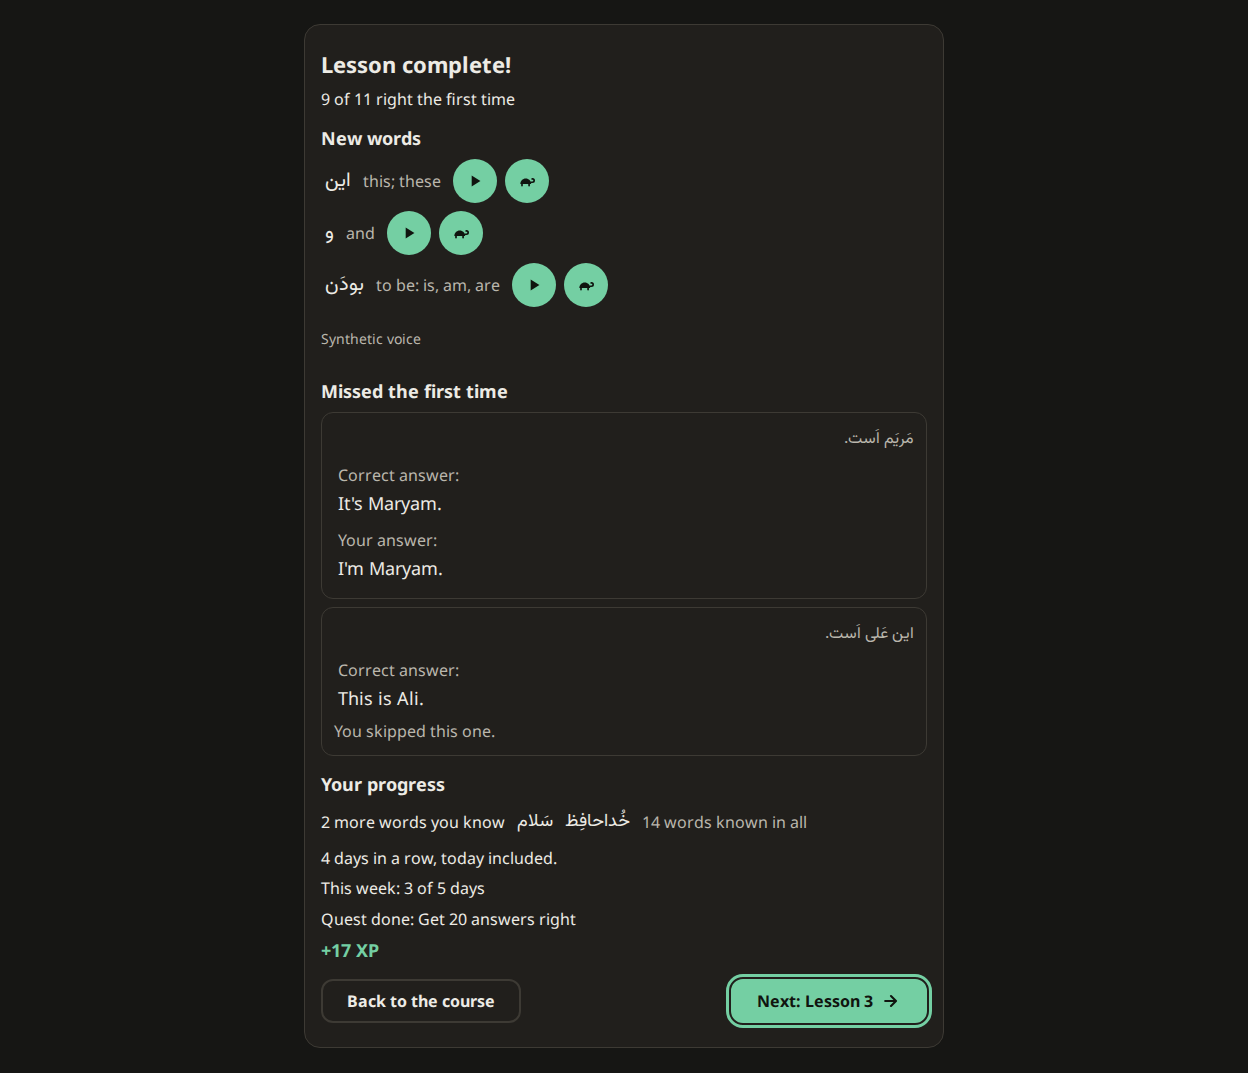 Lesson complete!
9 of 11 right the first time
New words
این this; these
و and
بودَن to be: is, am, are
Synthetic voice
Missed the first time
مَریَم اَست.
Correct answer:
It's Maryam.
Your answer:
I'm Maryam.
این عَلی اَست.
Correct answer:
This is Ali.
You skipped this one.
Your progress
2 more words you know سَلام خُداحافِظ 14 words known in all
4 days in a row, today included.
This week: 3 of 5 days
Quest done: Get 20 answers right
+17 XP
Back to the course
Next: Lesson 3 →